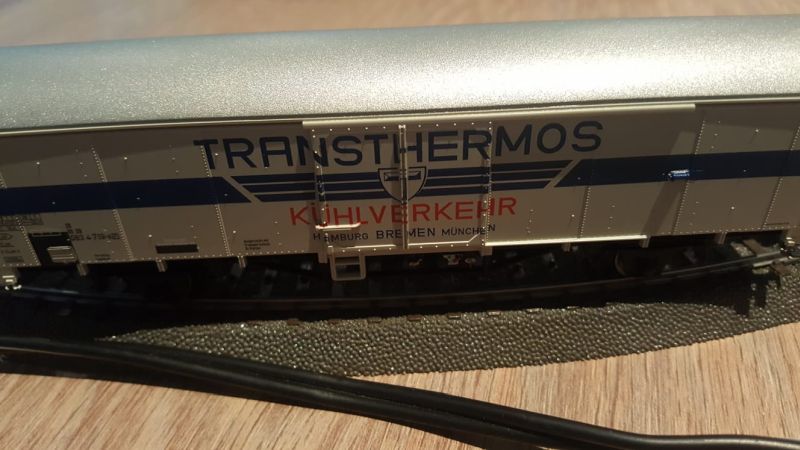 TRANSTHERMOS
KÜHLVERKEHR
HAMBURG BREMEN MÜNCHEN